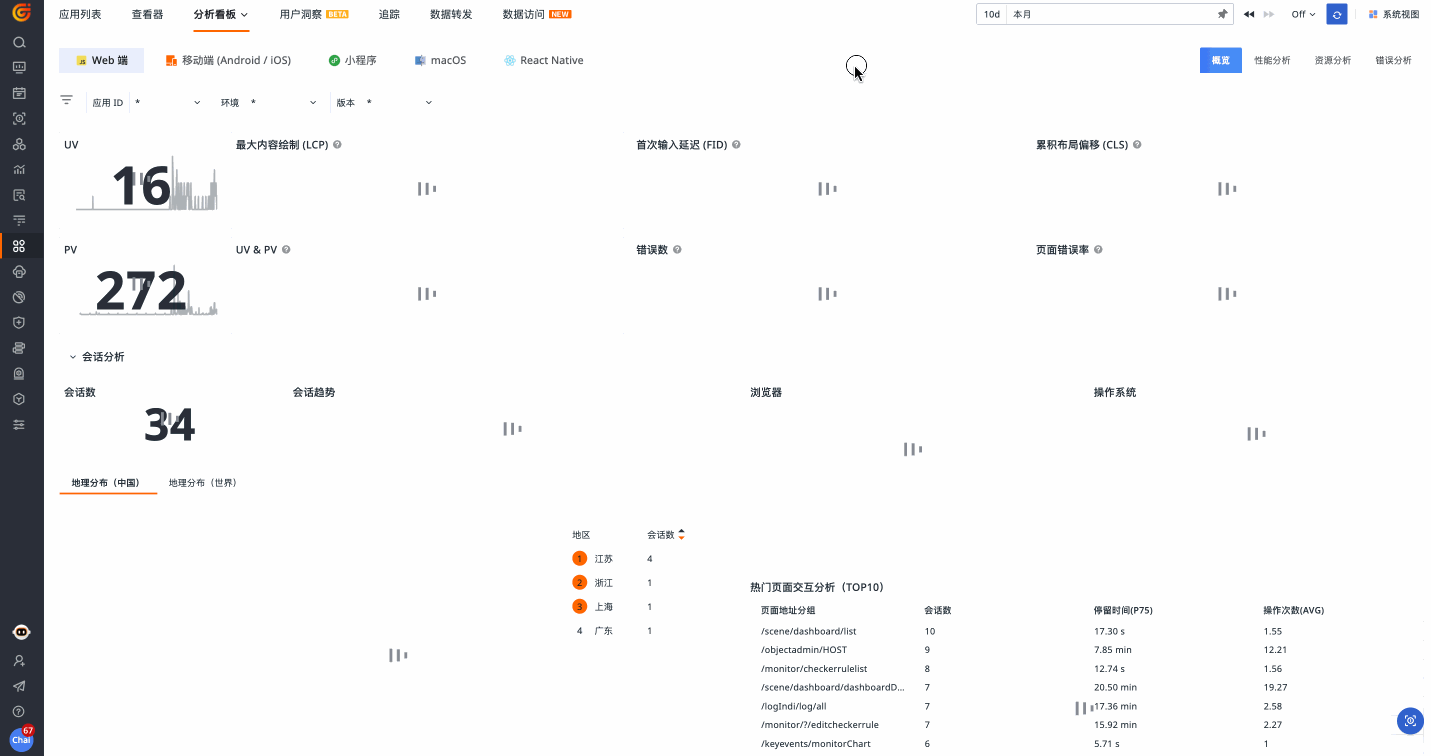 应用列表 查看器 分析看板 用户洞察 BETA 追踪 数据转发 数据访问 NEW 10d 本月 Off 系统视图
Web 端 移动端 (Android / iOS) 小程序 macOS React Native 概览 性能分析 资源分析 错误分析
应用 ID * 环境 * 版本 *
UV 最大内容绘制 (LCP) 首次输入延迟 (FID) 累积布局偏移 (CLS)
16
PV UV & PV 错误数 页面错误率
272
会话分析
会话数 会话趋势 浏览器 操作系统
34
地理分布（中国） 地理分布（世界）
地区 会话数
1 江苏 4
2 浙江 1
3 上海 1
4 广东 1
热门页面交互分析（TOP10）
页面地址分组 会话数 停留时间(P75) 操作次数(AVG)
/scene/dashboard/list 10 17.30 s 1.55
/objectadmin/HOST 9 7.85 min 12.21
/monitor/checkerrulelist 8 12.74 s 1.56
/scene/dashboard/dashboardD... 7 20.50 min 19.27
/logIndi/log/all 7 17.36 min 2.58
/monitor/?/editcheckerrule 7 15.92 min 2.27
/keyevents/monitorChart 6 5.71 s 1
67
Chai